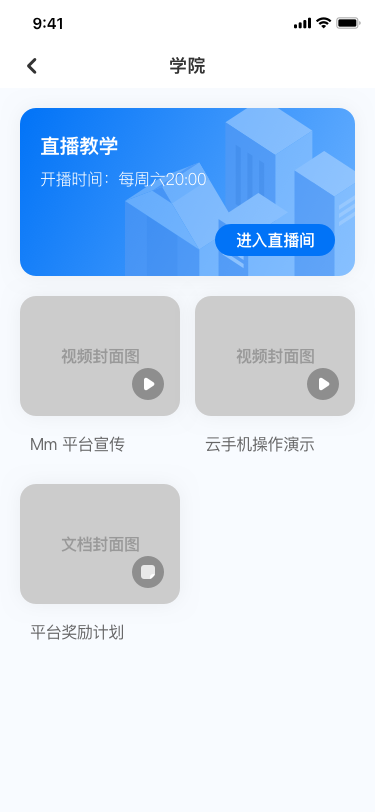 9:41
学院
直播教学
开播时间：每周六20:00
进入直播间
视频封面图
视频封面图
Mm 平台宣传
云手机操作演示
文档封面图
平台奖励计划